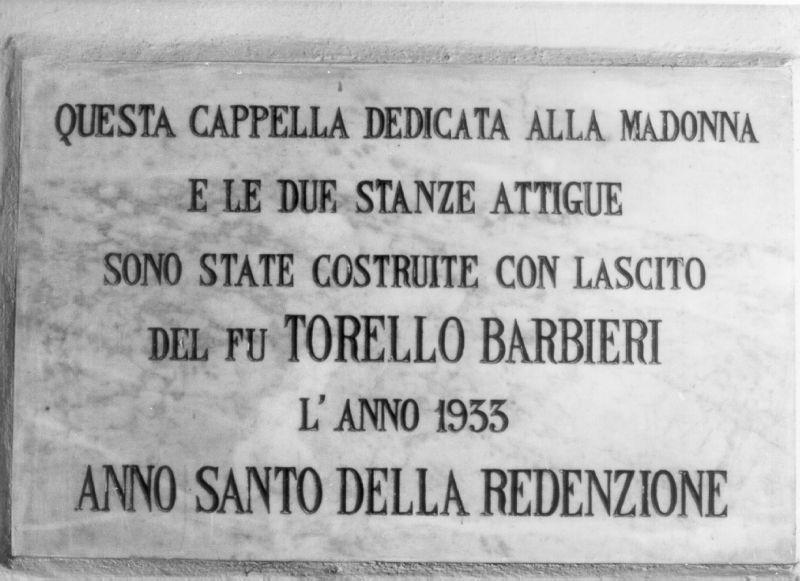 QUESTA CAPPELLA DEDICATA ALLA MADONNA
E LE DUE STANZE ATTIGUE
SONO STATE COSTRUITE CON LASCITO
DEL FU TORELLO BARBIERI
L'ANNO 1933
ANNO SANTO DELLA REDENZIONE